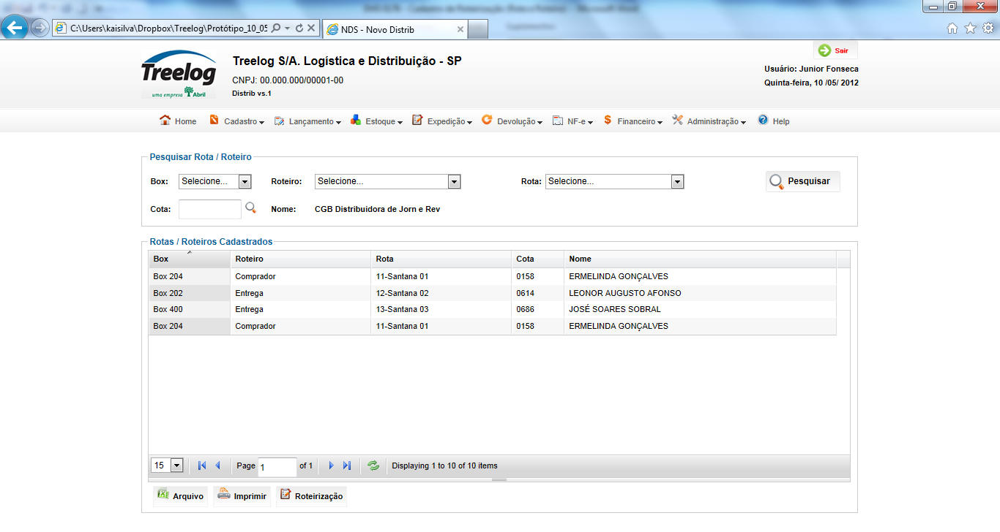 C:\Users\kaisilva\Dropbox\Treelog\Protótipo_10_05
NDS - Novo Distrib
Treelog
uma empresa Abril
Treelog S/A. Logística e Distribuição - SP
CNPJ: 00.000.000/00001-00
Distrib vs.1
Sair
Usuário: Junior Fonseca
Quinta-feira, 10 /05/ 2012
Home Cadastro Lançamento Estoque Expedição Devolução NF-e Financeiro Administração Help
Pesquisar Rota / Roteiro
Box: Selecione... Roteiro: Selecione... Rota: Selecione... Pesquisar
Cota: Nome: CGB Distribuidora de Jorn e Rev
Rotas / Roteiros Cadastrados
Box Roteiro Rota Cota Nome
Box 204 Comprador 11-Santana 01 0158 ERMELINDA GONÇALVES
Box 202 Entrega 12-Santana 02 0614 LEONOR AUGUSTO AFONSO
Box 400 Entrega 13-Santana 03 0686 JOSÉ SOARES SOBRAL
Box 204 Comprador 11-Santana 01 0158 ERMELINDA GONÇALVES
15 Page 1 of 1 Displaying 1 to 10 of 10 items
Arquivo Imprimir Roteirização